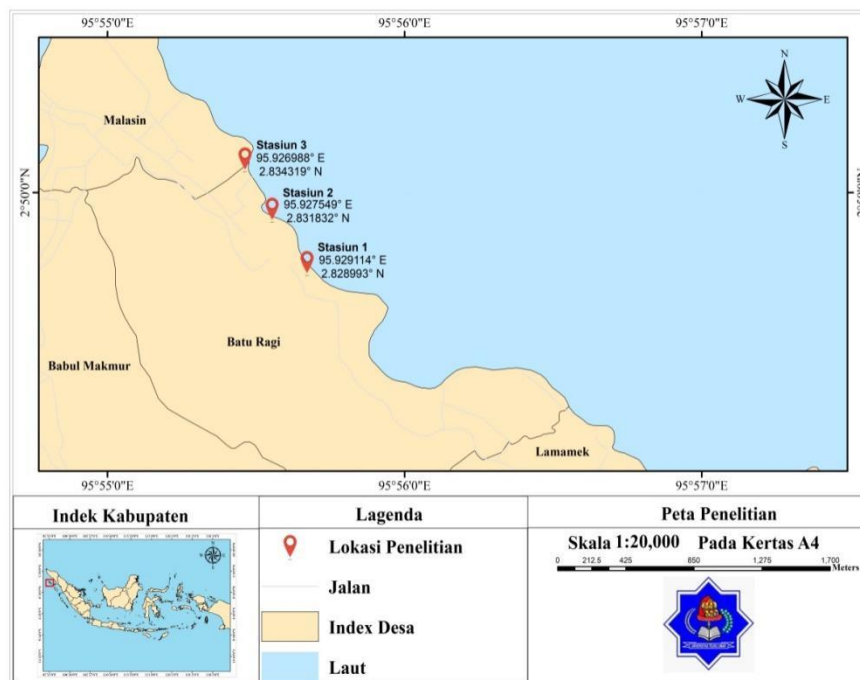 95°55'0"E 95°56'0"E 95°57'0"E
N
W E
S
Malasin
Stasiun 3
95.926988° E
2.834319° N
2°50'0"N
Stasiun 2
95.927549° E
2.831832° N
Stasiun 1
95.929114° E
2.828993° N
Batu Ragi
Babul Makmur
Lamamek
95°55'0"E 95°56'0"E 95°57'0"E
Indek Kabupaten
Lagenda
Lokasi Penelitian
Jalan
Index Desa
Laut
Peta Penelitian
Skala 1:20,000 Pada Kertas A4
0 212.5 425 850 1,275 1,700
Meters